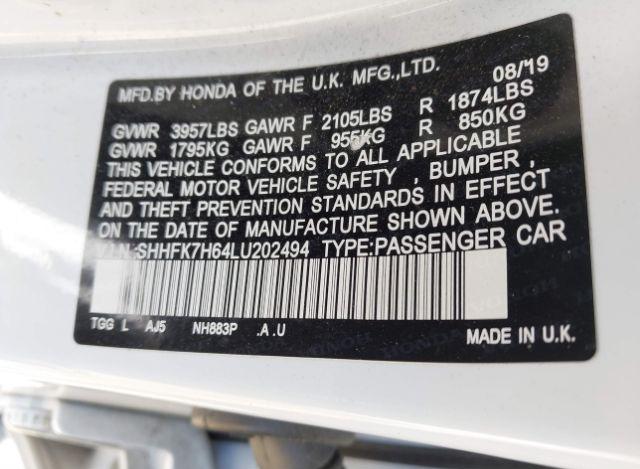 MFD.BY HONDA OF THE U.K. MFG.,LTD. 08/19
GVWR 3957LBS GAWR F 2105LBS R 1874LBS
GVWR 1795KG GAWR F 955KG R 850KG
THIS VEHICLE CONFORMS TO ALL APPLICABLE
FEDERAL MOTOR VEHICLE SAFETY , BUMPER ,
AND THEFT PREVENTION STANDARDS IN EFFECT
ON THE DATE OF MANUFACTURE SHOWN ABOVE.
V.I.N.:SHHFK7H64LU202494 TYPE:PASSENGER CAR
TGG L AJ5 NH883P .A .U
MADE IN U.K.